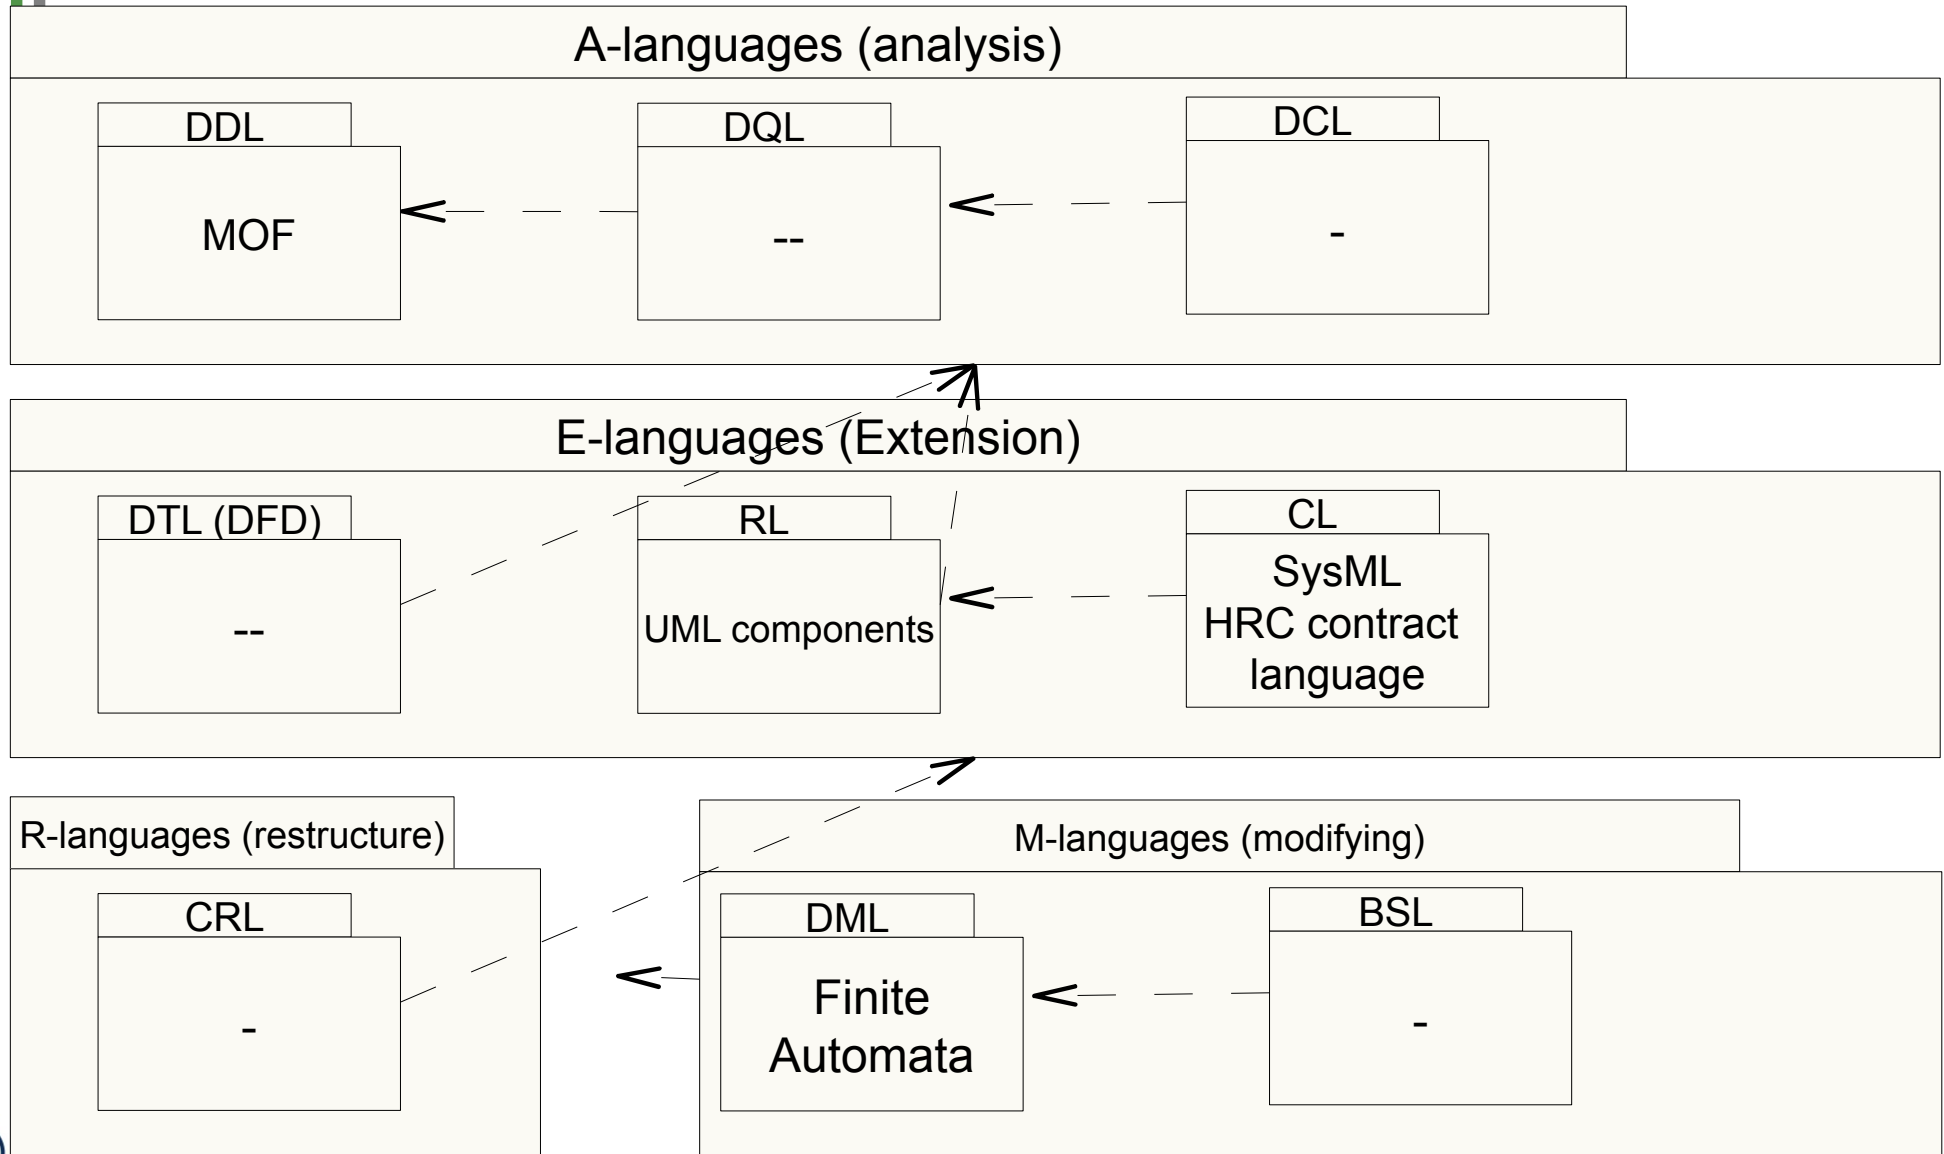 A-languages (analysis)
DDL
DQL
DCL
MOF
--
-
E-languages (Extension)
DTL (DFD)
RL
CL
--
UML components
SysML
HRC contract
language
R-languages (restructure)
M-languages (modifying)
CRL
DML
BSL
-
Finite
Automata
-